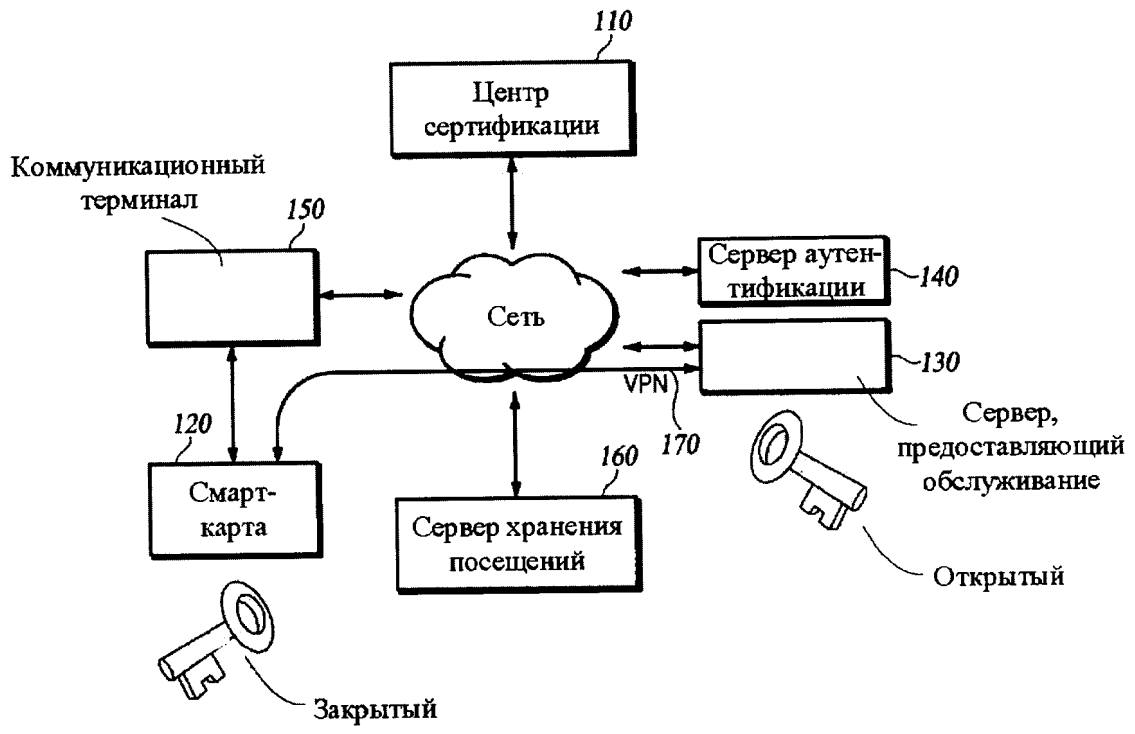 110
Центр
сертификации
Коммуникационный
терминал
150
Сервер аутен-
тификации
140
Сеть
130
VPN
170
120
Смарт-
карта
160
Сервер хранения
посещений
Сервер,
предоставляющий
обслуживание
Открытый
Закрытый